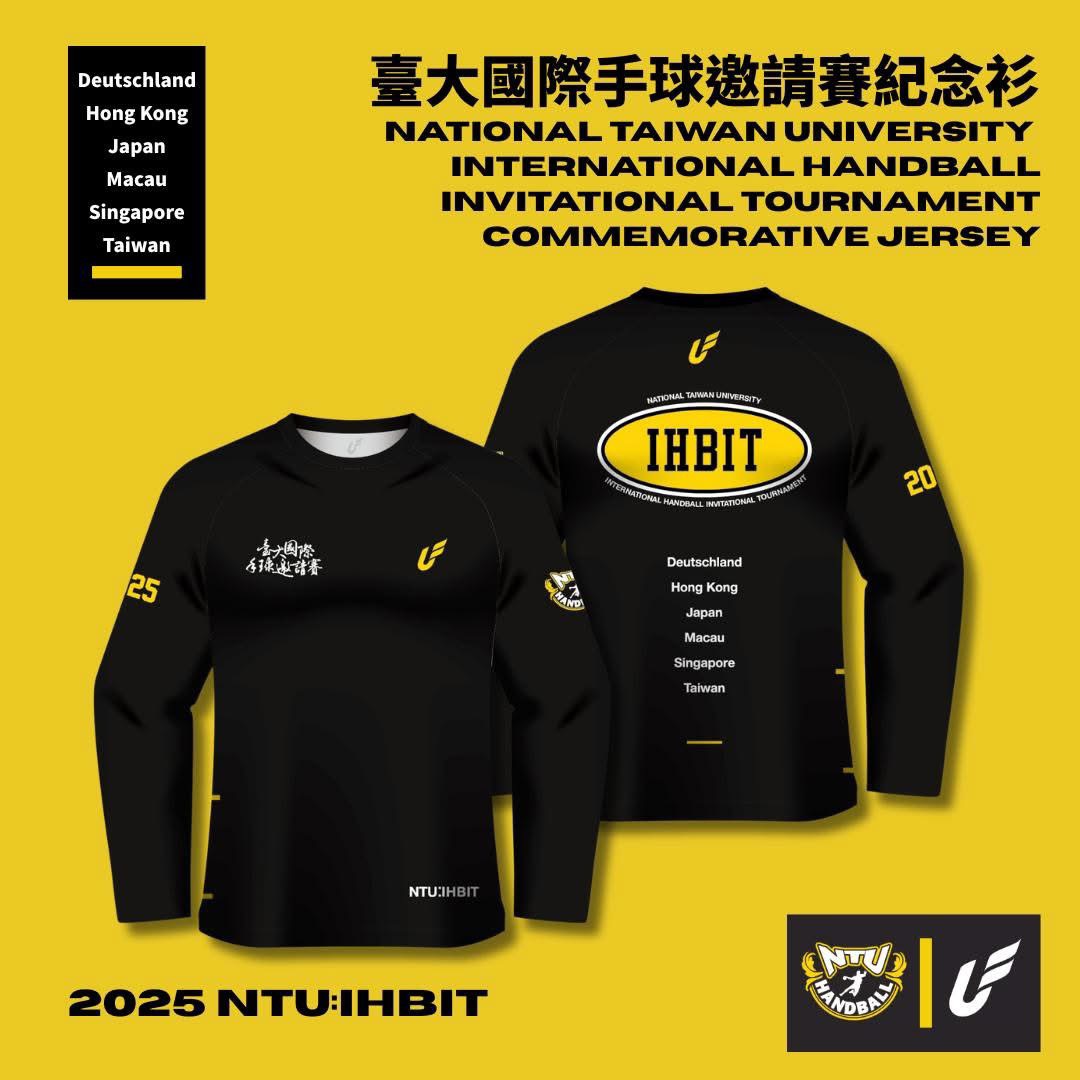 Deutschland
Hong Kong
Japan
Macau
Singapore
Taiwan
臺大國際手球邀請賽紀念衫
NATIONAL TAIWAN UNIVERSITY
INTERNATIONAL HANDBALL
INVITATIONAL TOURNAMENT
COMMEMORATIVE JERSEY
NATIONAL TAIWAN UNIVERSITY
IHBIT
INTERNATIONAL HANDBALL INVITATIONAL TOURNAMENT
20
Deutschland
Hong Kong
Japan
Macau
Singapore
Taiwan
臺大國際
手球邀請賽
25
NTU
HANDB
NTU:IHBIT
2025 NTU:IHBIT
NTU
HANDBALL